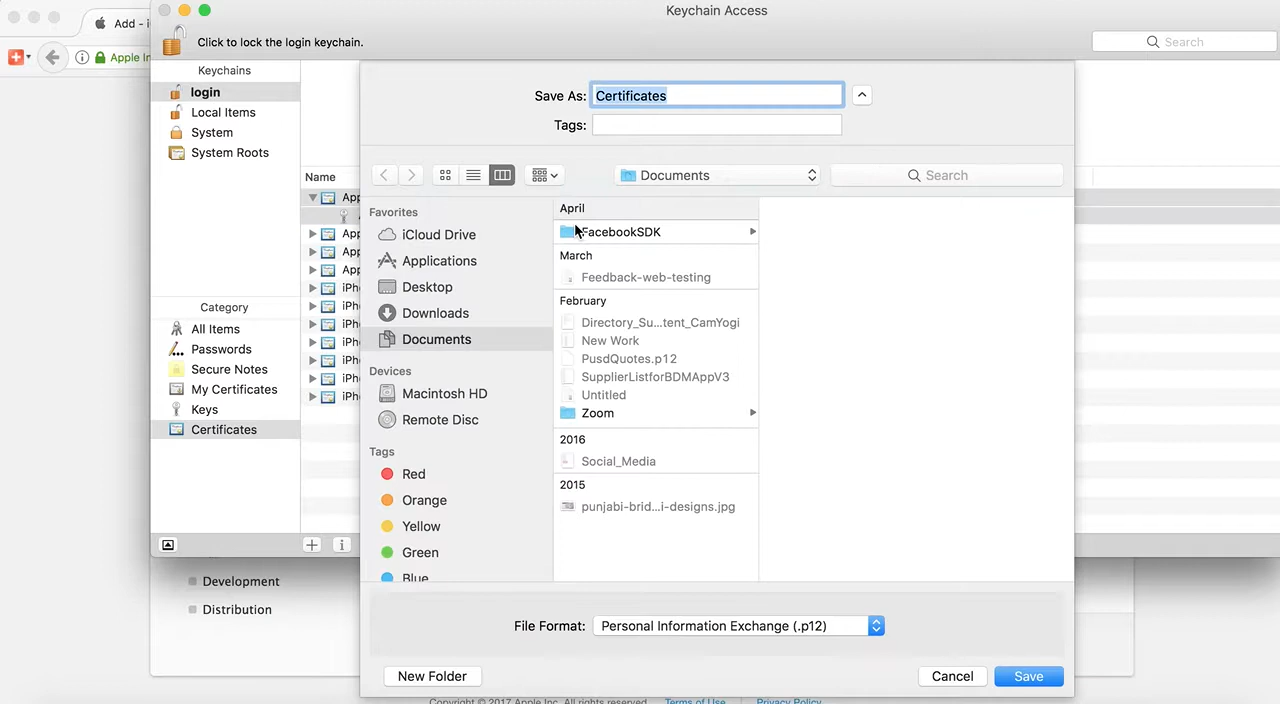 Keychain Access
Add - i
Click to lock the login keychain.
Search
Apple In
Keychains
login
Local Items
System
System Roots
Name
App
App
App
App
iPh
iPh
iPh
iPh
iPh
iPh
iPh
Category
All Items
Passwords
Secure Notes
My Certificates
Keys
Certificates
Save As: Certificates
Tags:
Documents
Search
Favorites
iCloud Drive
Applications
Desktop
Downloads
Documents
Devices
Macintosh HD
Remote Disc
Tags
Red
Orange
Yellow
Green
Blue
April
FacebookSDK
March
Feedback-web-testing
February
Directory_Su...tent_CamYogi
New Work
PusdQuotes.p12
SupplierListforBDMAppV3
Untitled
Zoom
2016
Social_Media
2015
punjabi-brid...i-designs.jpg
File Format: Personal Information Exchange (.p12)
New Folder
Cancel
Save
Development
Distribution
Copyright © 2017 Apple Inc. All rights reserved.
Terms of Use
Privacy Policy